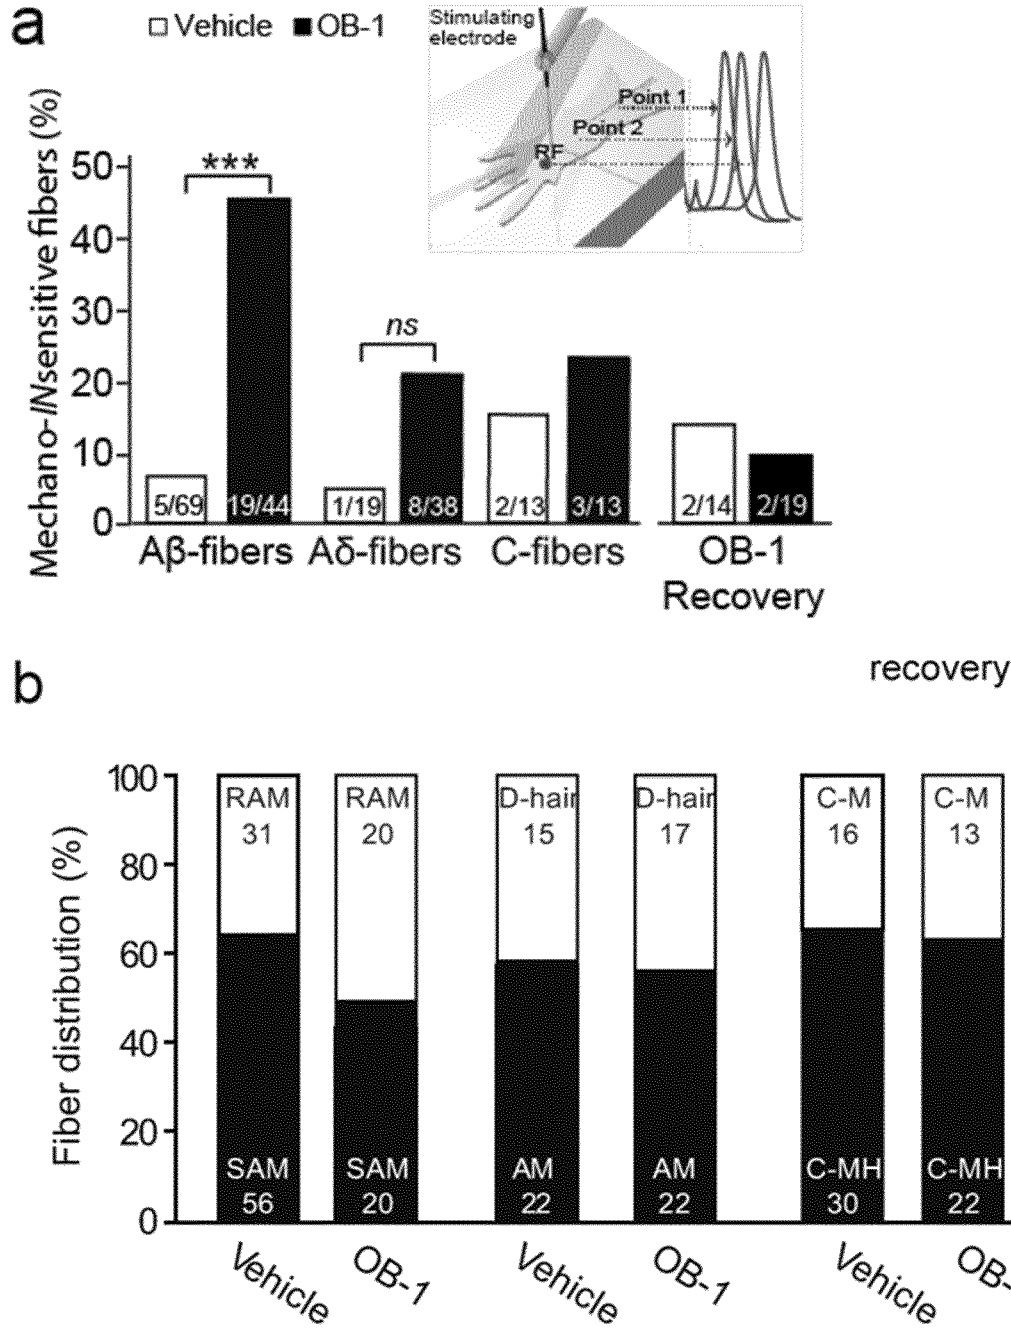 a
Vehicle OB-1
Stimulating
electrode
Point 1
Point 2
RF
Mechano-INsensitive fibers (%)
50
40
30
20
10
0
***
ns
5/69 19/44 1/19 8/38 2/13 3/13 2/14 2/19
Aβ-fibers Aδ-fibers C-fibers OB-1
Recovery
b
recovery
Fiber distribution (%)
100
80
60
40
20
0
RAM RAM D-hair D-hair C-M C-M
31 20 15 17 16 13
SAM SAM AM AM C-MH C-MH
56 20 22 22 30 22
Vehicle OB-1 Vehicle OB-1 Vehicle OB-